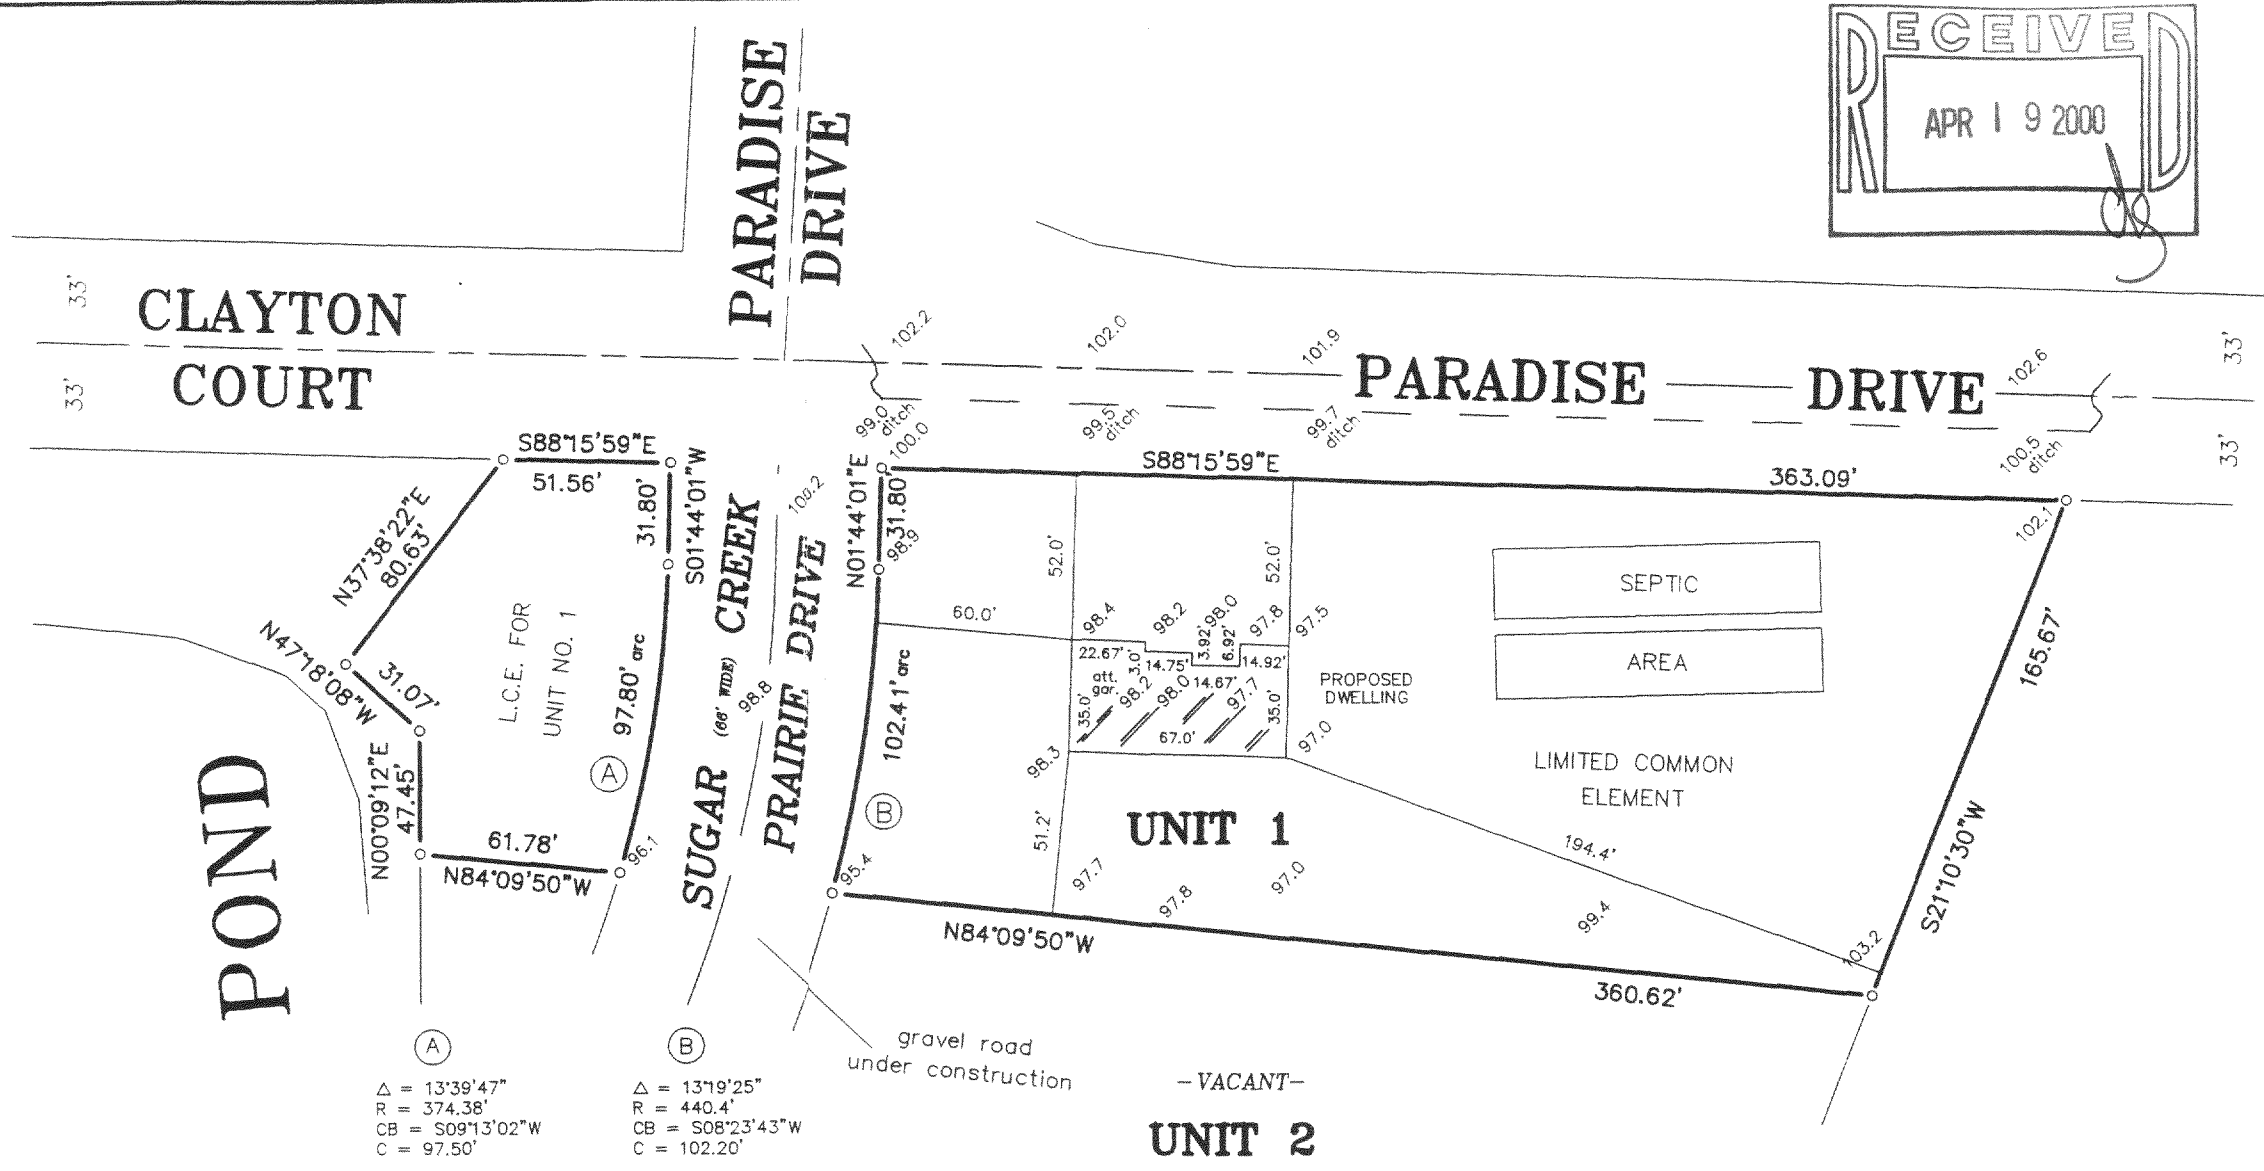 RECEIVED
APR 19 2000
PARADISE
DRIVE
33'
CLAYTON
COURT
33'
102.2
102.0
101.9
PARADISE DRIVE
102.6
33'
33'
99.0
ditch
99.5
ditch
99.7
ditch
100.5
ditch
100.0
S88°15'59"E
51.56'
S88°15'59"E
363.09'
102.1
N37°38'22"E
80.63'
31.80'
S01°44'01"W
100.2
N01°44'01"E
31.80'
98.9
52.0'
52.0'
SEPTIC
AREA
165.67'
S21°10'30"W
L.C.E. FOR
UNIT NO. 1
60.0'
98.4
98.2
98.0
97.8
97.5
22.67'
3.0'
14.75'
3.92'
6.92'
14.92'
att.
gar.
98.2
98.0
14.67'
97.7
35.0'
35.0'
67.0'
PROPOSED
DWELLING
97.0
98.3
N47°18'08"W
31.07'
97.80' arc
A
SUGAR (66' WIDE) CREEK
98.8
PRAIRIE DRIVE
102.41' arc
B
LIMITED COMMON
ELEMENT
POND
N00°09'12"E
47.45'
61.78'
N84°09'50"W
96.1
95.4
51.2'
UNIT 1
194.4'
97.7
97.8
97.0
99.4
103.2
N84°09'50"W
360.62'
gravel road
under construction
A
Δ = 13°39'47"
R = 374.38'
CB = S09°13'02"W
C = 97.50'
B
Δ = 13°19'25"
R = 440.4'
CB = S08°23'43"W
C = 102.20'
-VACANT-
UNIT 2